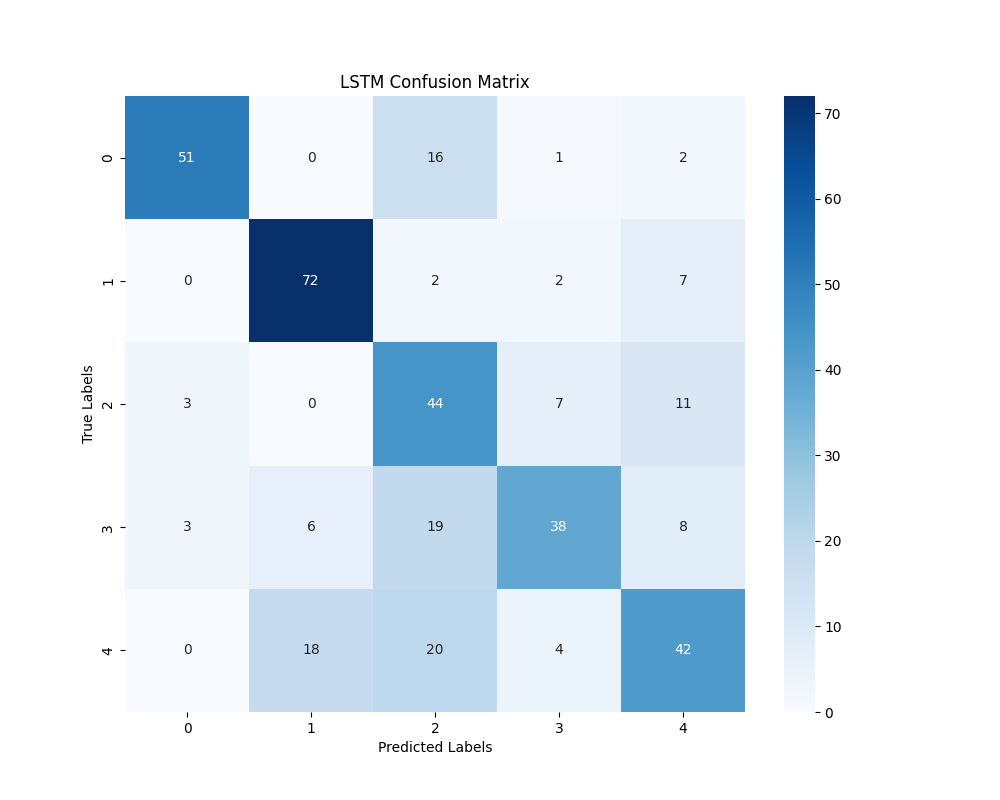 LSTM Confusion Matrix
0 51 0 16 1 2
1 0 72 2 2 7
2 3 0 44 7 11
3 3 6 19 38 8
4 0 18 20 4 42
0 1 2 3 4
Predicted Labels
True Labels
70
60
50
40
30
20
10
0